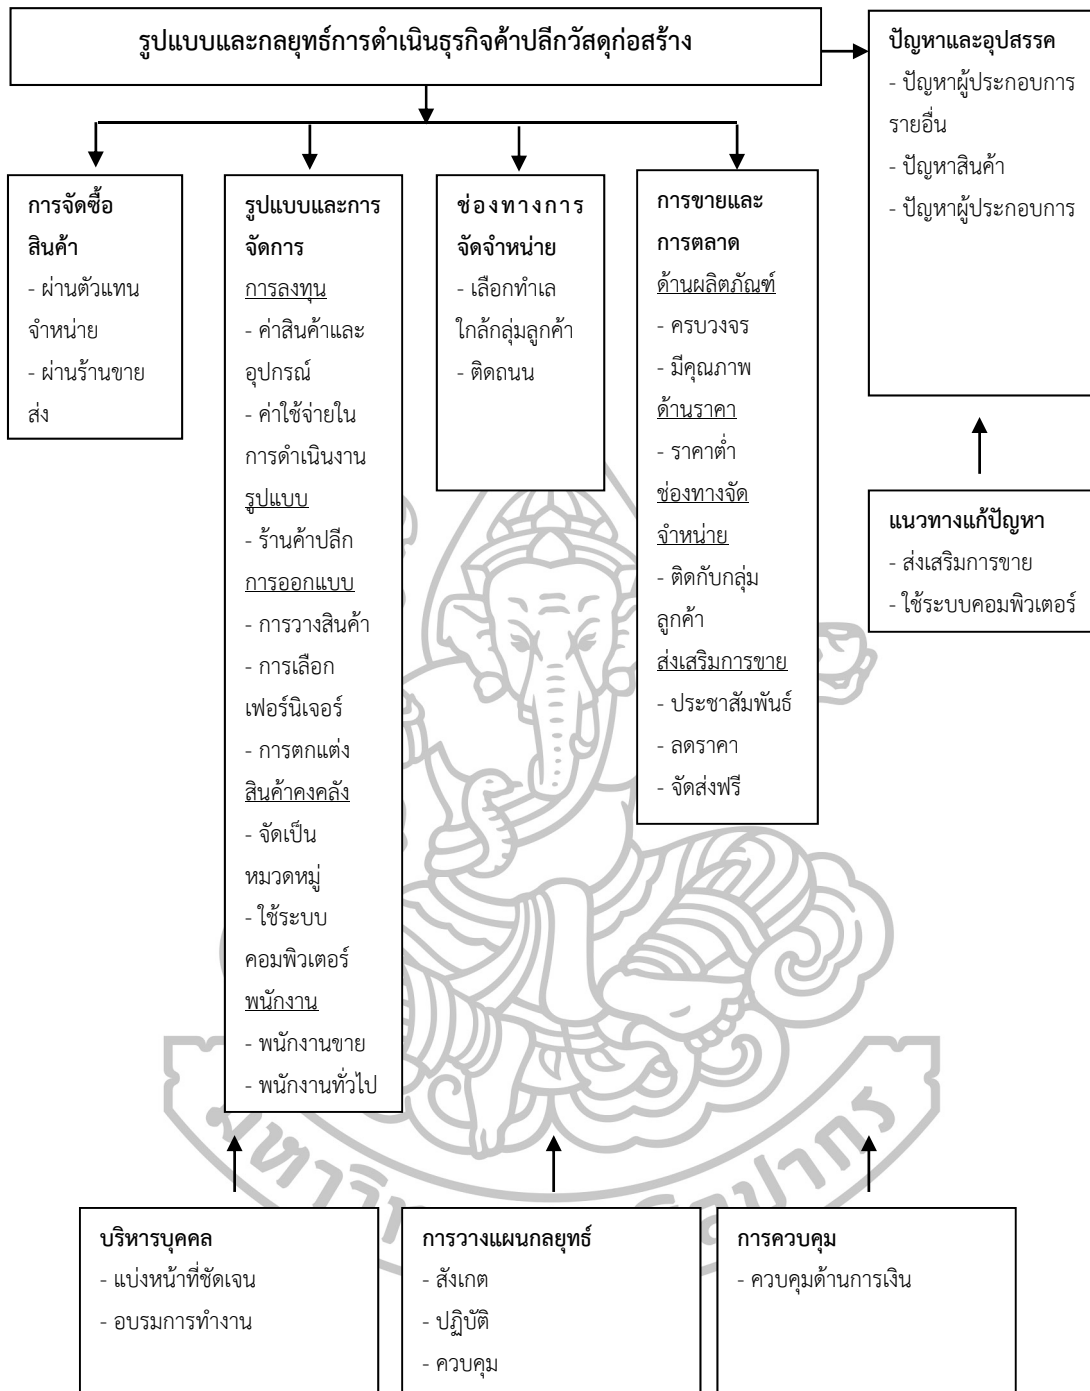 รูปแบบและกลยุทธ์การดำเนินธุรกิจค้าปลีกวัสดุก่อสร้าง
ปัญหาและอุปสรรค
- ปัญหาผู้ประกอบการ
รายอื่น
- ปัญหาสินค้า
- ปัญหาผู้ประกอบการ
การจัดซื้อ
สินค้า
- ผ่านตัวแทน
จำหน่าย
- ผ่านร้านขาย
ส่ง
รูปแบบและการ
จัดการ
การลงทุน
- ค่าสินค้าและ
อุปกรณ์
- ค่าใช้จ่ายใน
การดำเนินงาน
รูปแบบ
- ร้านค้าปลีก
การออกแบบ
- การวางสินค้า
- การเลือก
เฟอร์นิเจอร์
- การตกแต่ง
สินค้าคงคลัง
- จัดเป็น
หมวดหมู่
- ใช้ระบบ
คอมพิวเตอร์
พนักงาน
- พนักงานขาย
- พนักงานทั่วไป
ช่องทางการ
จัดจำหน่าย
- เลือกทำเล
ใกล้กลุ่มลูกค้า
- ติดถนน
การขายและ
การตลาด
ด้านผลิตภัณฑ์
- ครบวงจร
- มีคุณภาพ
ด้านราคา
- ราคาต่ำ
ช่องทางจัด
จำหน่าย
- ติดกับกลุ่ม
ลูกค้า
ส่งเสริมการขาย
- ประชาสัมพันธ์
- ลดราคา
- จัดส่งฟรี
แนวทางแก้ปัญหา
- ส่งเสริมการขาย
- ใช้ระบบคอมพิวเตอร์
บริหารบุคคล
- แบ่งหน้าที่ชัดเจน
- อบรมการทำงาน
การวางแผนกลยุทธ์
- สังเกต
- ปฏิบัติ
- ควบคุม
การควบคุม
- ควบคุมด้านการเงิน